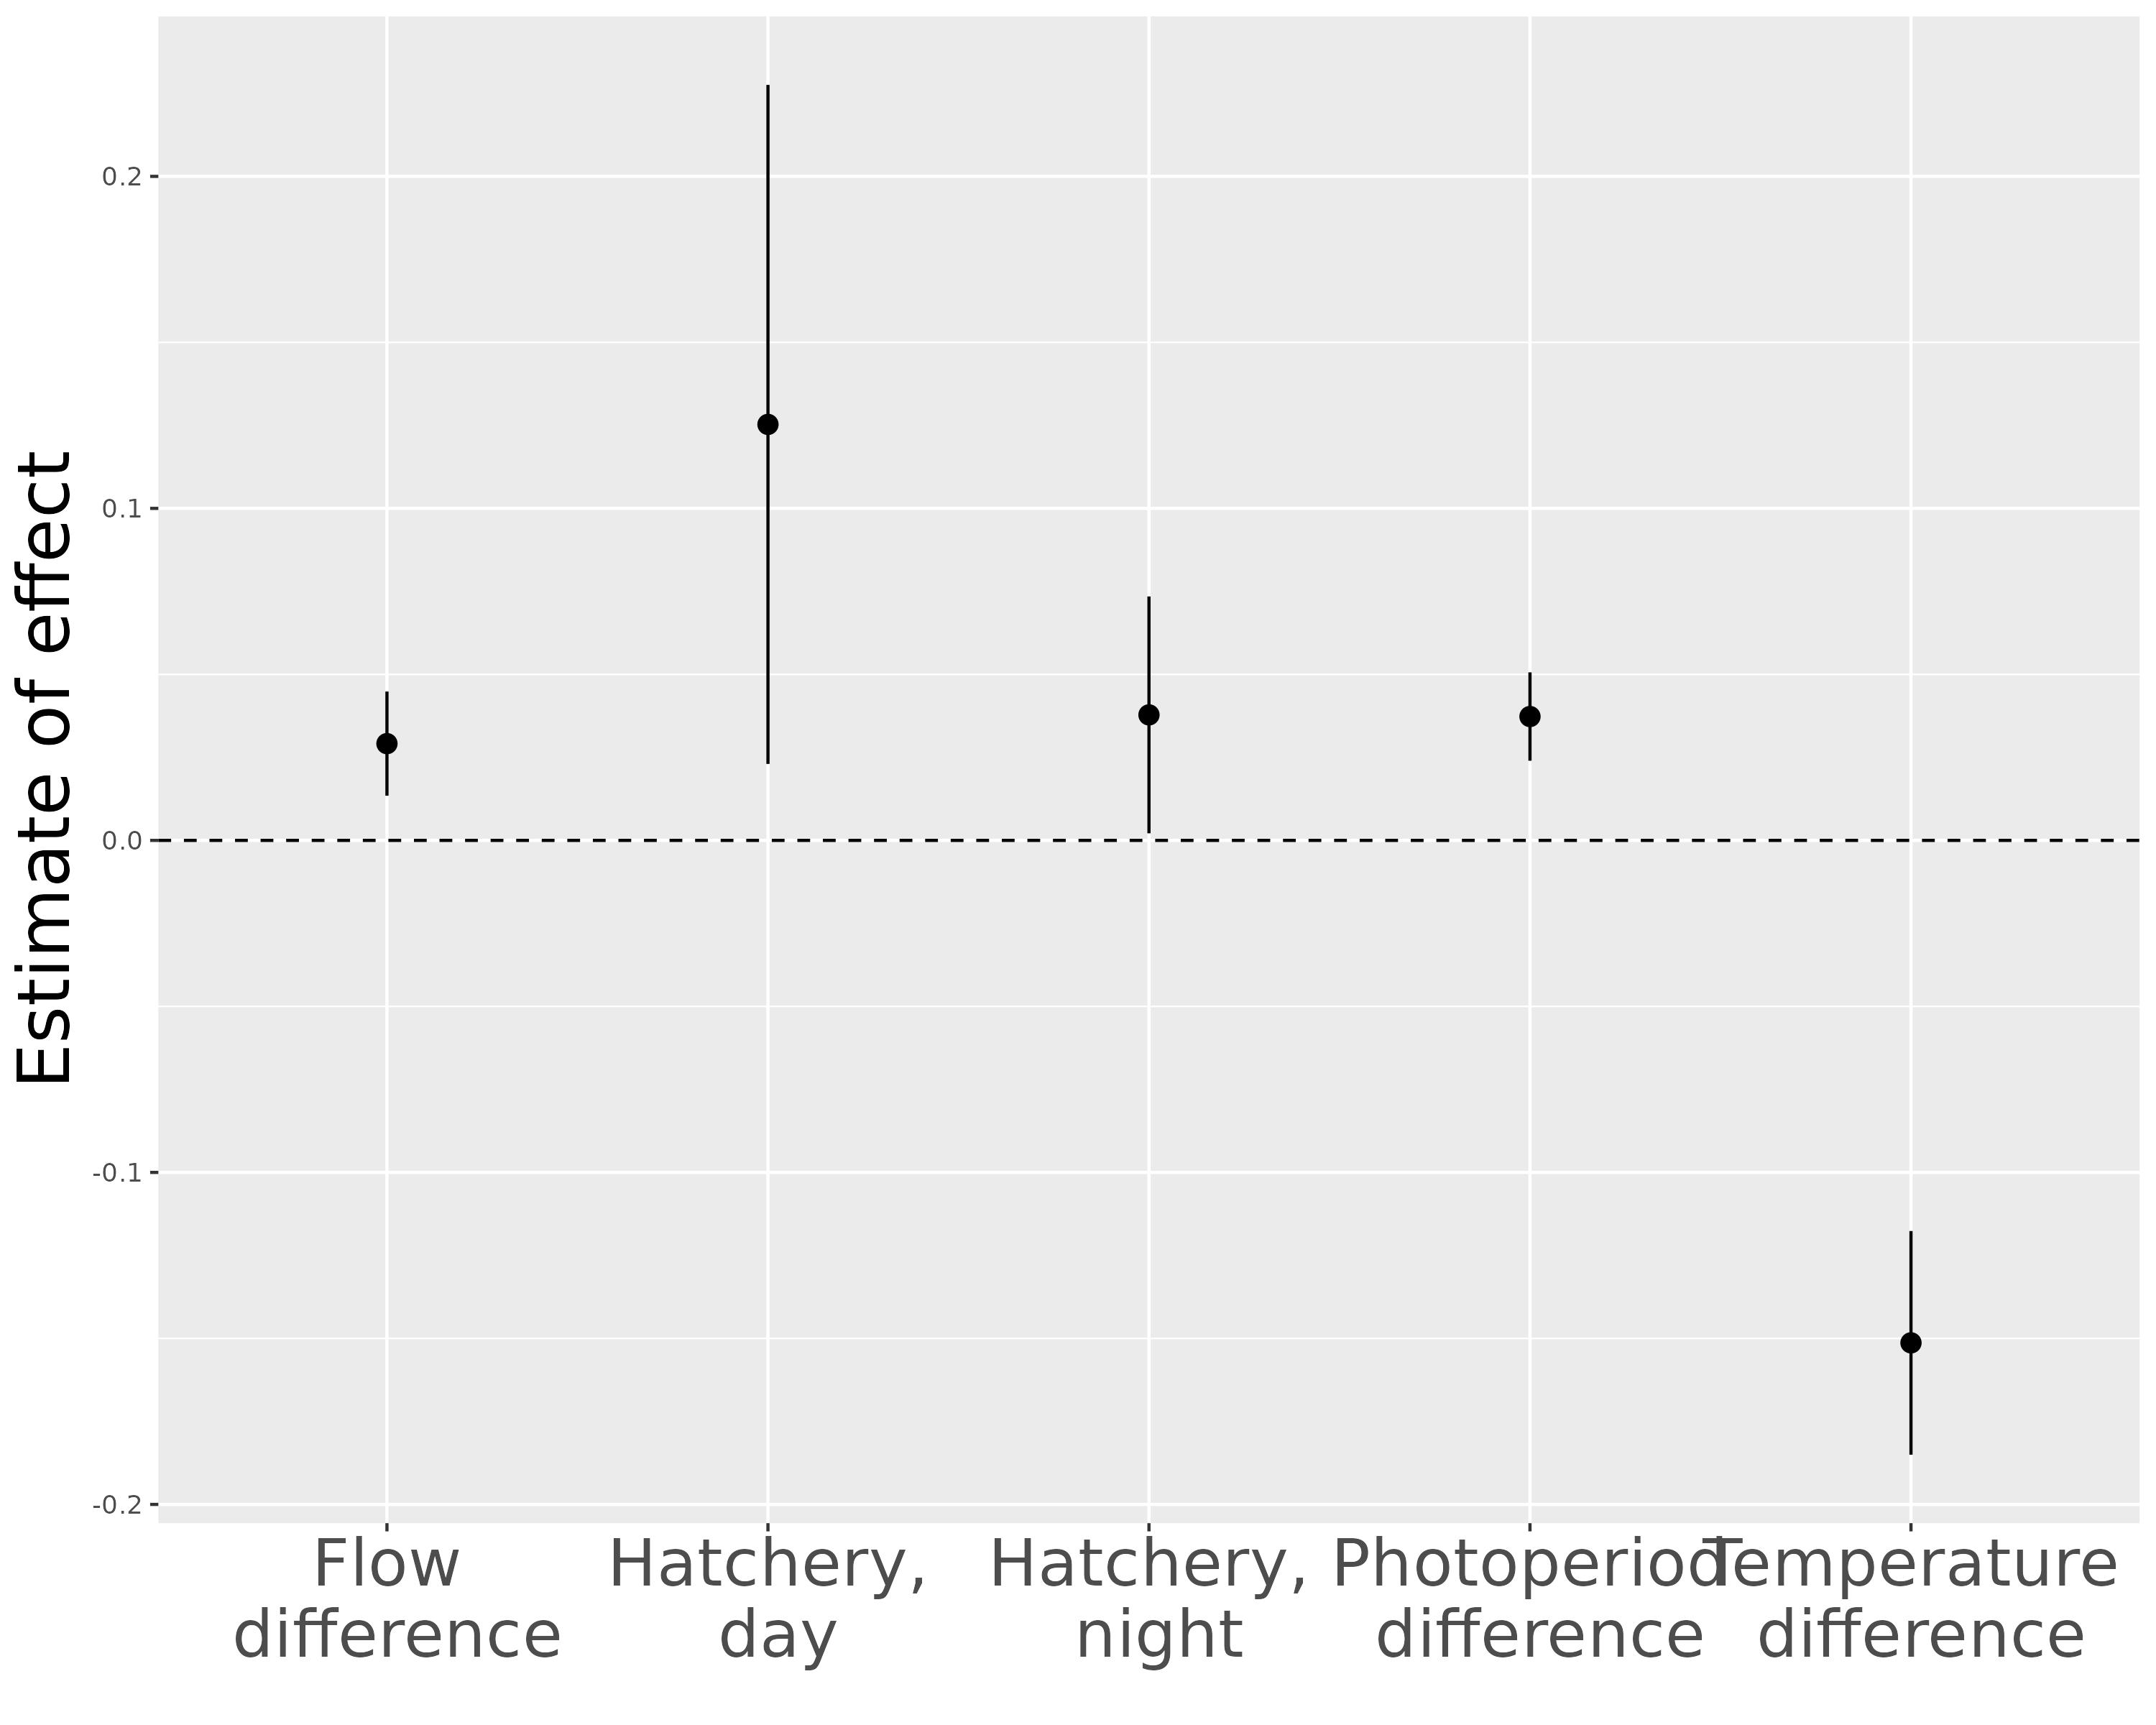 Estimate of effect
0.2
0.1
0.0
-0.1
-0.2
Flow
difference
Hatchery,
day
Hatchery,
night
Photoperiod
difference
Temperature
difference